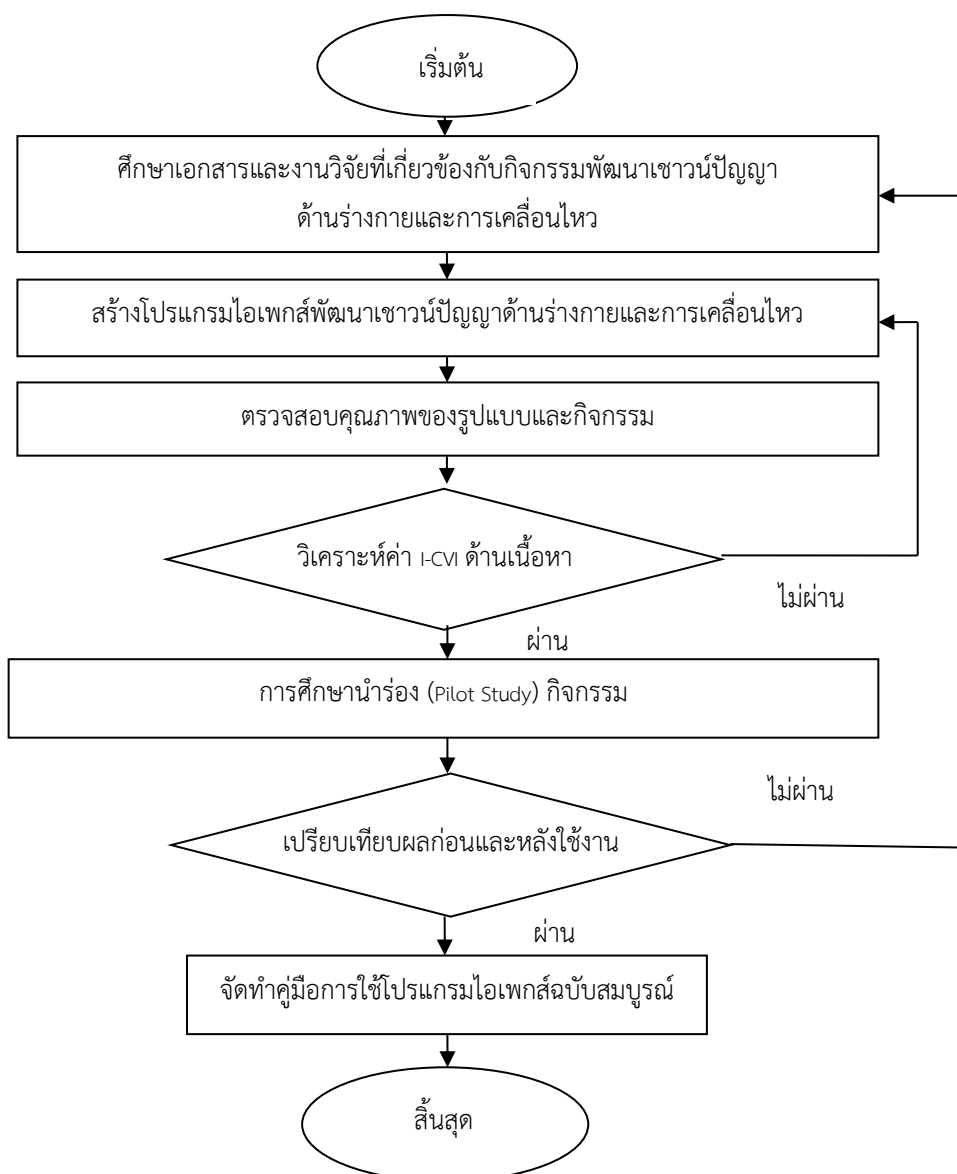 เริ่มต้น
ศึกษาเอกสารและงานวิจัยที่เกี่ยวข้องกับกิจกรรมพัฒนาเชาวน์ปัญญา
ด้านร่างกายและการเคลื่อนไหว
สร้างโปรแกรมไอเพกส์พัฒนาเชาวน์ปัญญาด้านร่างกายและการเคลื่อนไหว
ตรวจสอบคุณภาพของรูปแบบและกิจกรรม
วิเคราะห์ค่า I-CVI ด้านเนื้อหา
ไม่ผ่าน
ผ่าน
การศึกษานำร่อง (Pilot Study) กิจกรรม
ไม่ผ่าน
เปรียบเทียบผลก่อนและหลังใช้งาน
ผ่าน
จัดทำคู่มือการใช้โปรแกรมไอเพกส์ฉบับสมบูรณ์
สิ้นสุด